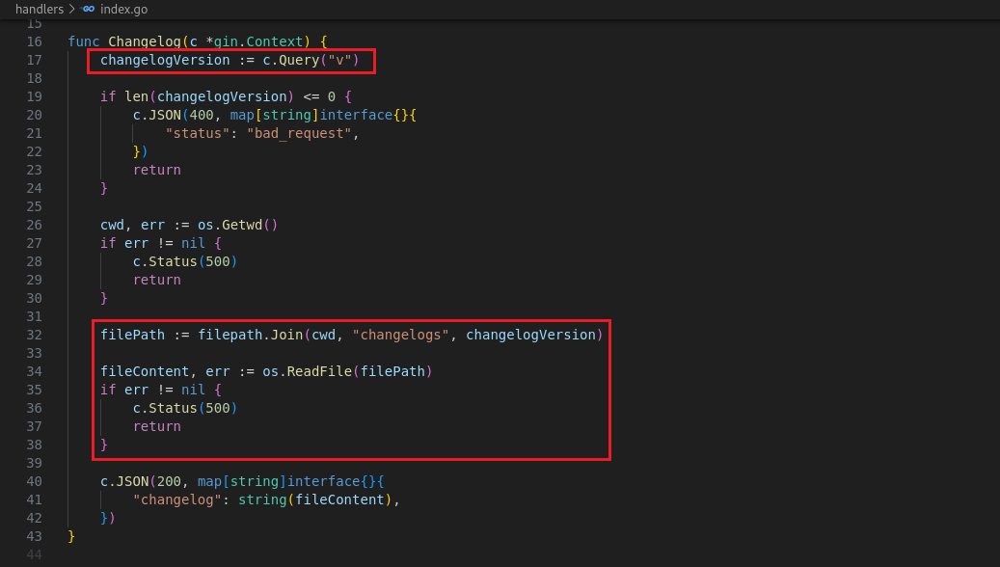 handlers > GO index.go
15
16 func Changelog(c *gin.Context) {
17     changelogVersion := c.Query("v")
18
19     if len(changelogVersion) <= 0 {
20         c.JSON(400, map[string]interface{}{
21             "status": "bad_request",
22         })
23         return
24     }
25
26     cwd, err := os.Getwd()
27     if err != nil {
28         c.Status(500)
29         return
30     }
31
32     filePath := filepath.Join(cwd, "changelogs", changelogVersion)
33
34     fileContent, err := os.ReadFile(filePath)
35     if err != nil {
36         c.Status(500)
37         return
38     }
39
40     c.JSON(200, map[string]interface{}{
41         "changelog": string(fileContent),
42     })
43 }
44